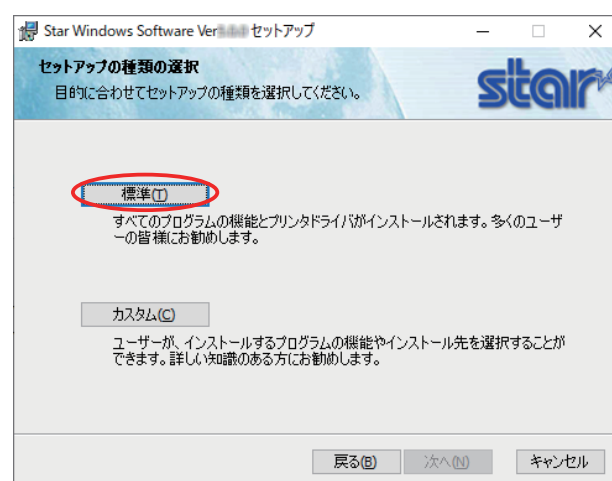 Star Windows Software Ver セットアップ
セットアップの種類の選択
目的に合わせてセットアップの種類を選択してください。
star
標準(T)
すべてのプログラムの機能とプリンタドライバがインストールされます。多くのユーザ
ーの皆様にお勧めします。
カスタム(C)
ユーザーが、インストールするプログラムの機能やインストール先を選択することが
できます。詳しい知識のある方にお勧めします。
戻る(B) 次へ(N) キャンセル